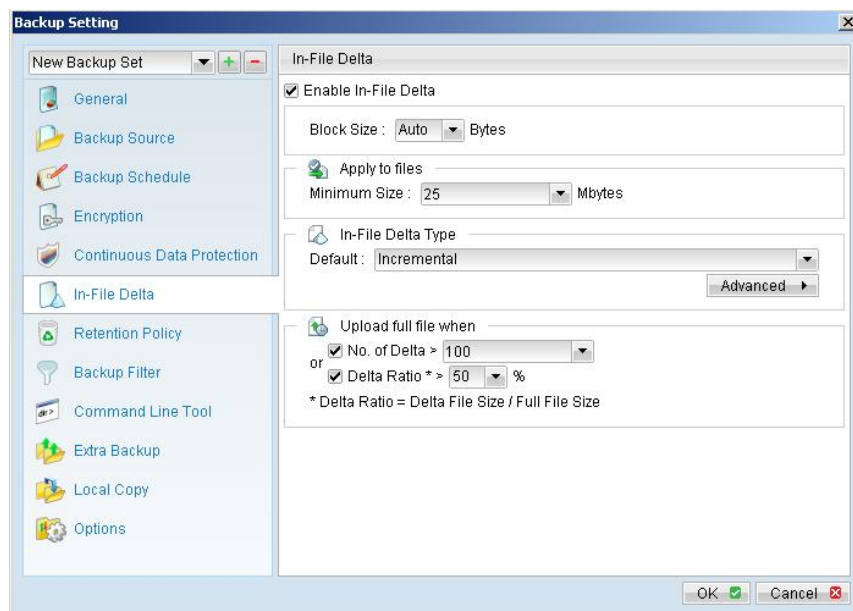 Backup Setting
New Backup Set
General
Backup Source
Backup Schedule
Encryption
Continuous Data Protection
In-File Delta
Retention Policy
Backup Filter
Command Line Tool
Extra Backup
Local Copy
Options
In-File Delta
Enable In-File Delta
Block Size : Auto Bytes
Apply to files
Minimum Size : 25 Mbytes
In-File Delta Type
Default : Incremental
Advanced
Upload full file when
or
No. of Delta > 100
Delta Ratio * > 50 %
* Delta Ratio = Delta File Size / Full File Size
OK Cancel